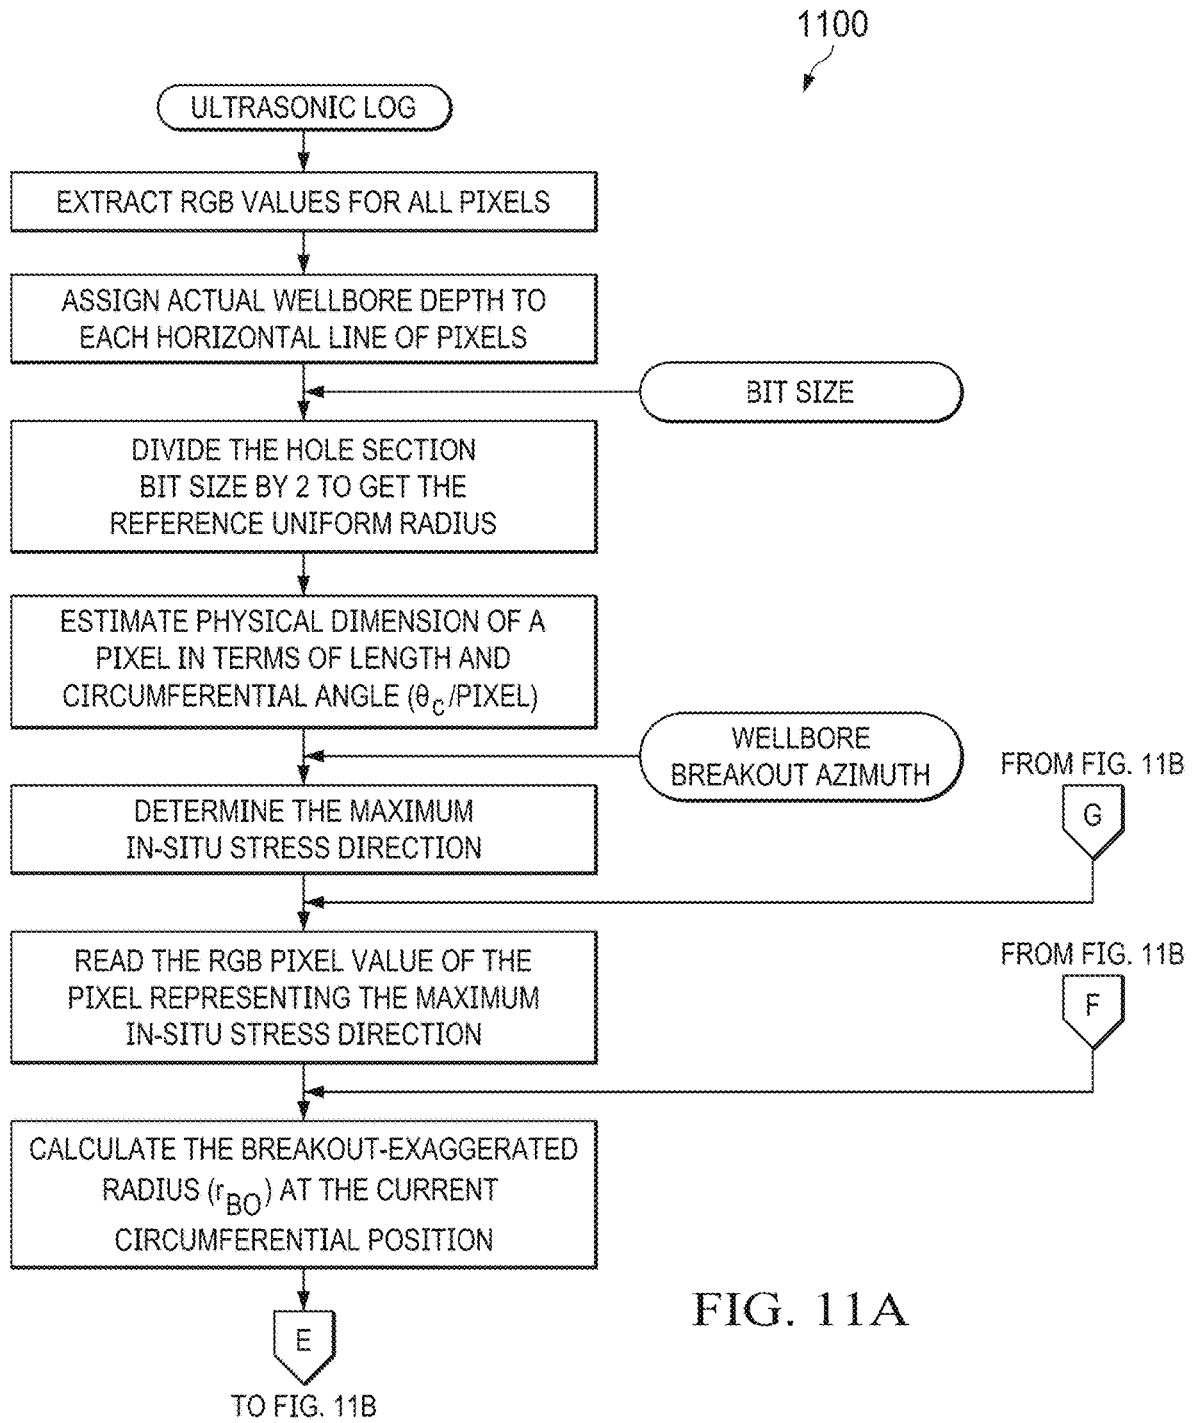 1100
ULTRASONIC LOG
EXTRACT RGB VALUES FOR ALL PIXELS
ASSIGN ACTUAL WELLBORE DEPTH TO
EACH HORIZONTAL LINE OF PIXELS
BIT SIZE
DIVIDE THE HOLE SECTION
BIT SIZE BY 2 TO GET THE
REFERENCE UNIFORM RADIUS
ESTIMATE PHYSICAL DIMENSION OF A
PIXEL IN TERMS OF LENGTH AND
CIRCUMFERENTIAL ANGLE (θC/PIXEL)
WELLBORE
BREAKOUT AZIMUTH
FROM FIG. 11B
G
DETERMINE THE MAXIMUM
IN-SITU STRESS DIRECTION
READ THE RGB PIXEL VALUE OF THE
PIXEL REPRESENTING THE MAXIMUM
IN-SITU STRESS DIRECTION
FROM FIG. 11B
F
CALCULATE THE BREAKOUT-EXAGGERATED
RADIUS (rBO) AT THE CURRENT
CIRCUMFERENTIAL POSITION
E
TO FIG. 11B
FIG. 11A